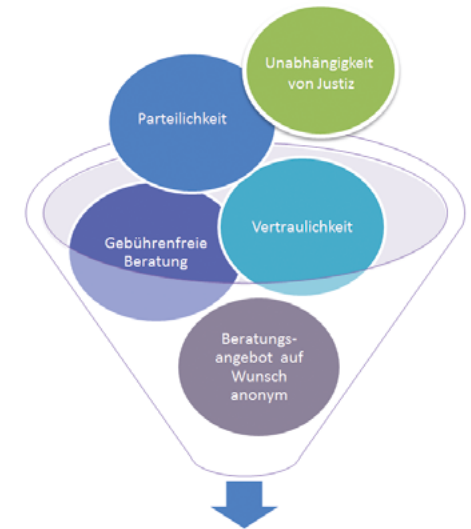 Unabhängigkeit
von Justiz
Parteilichkeit
Vertraulichkeit
Gebührenfreie
Beratung
Beratungs-
angebot auf
Wunsch
anonym